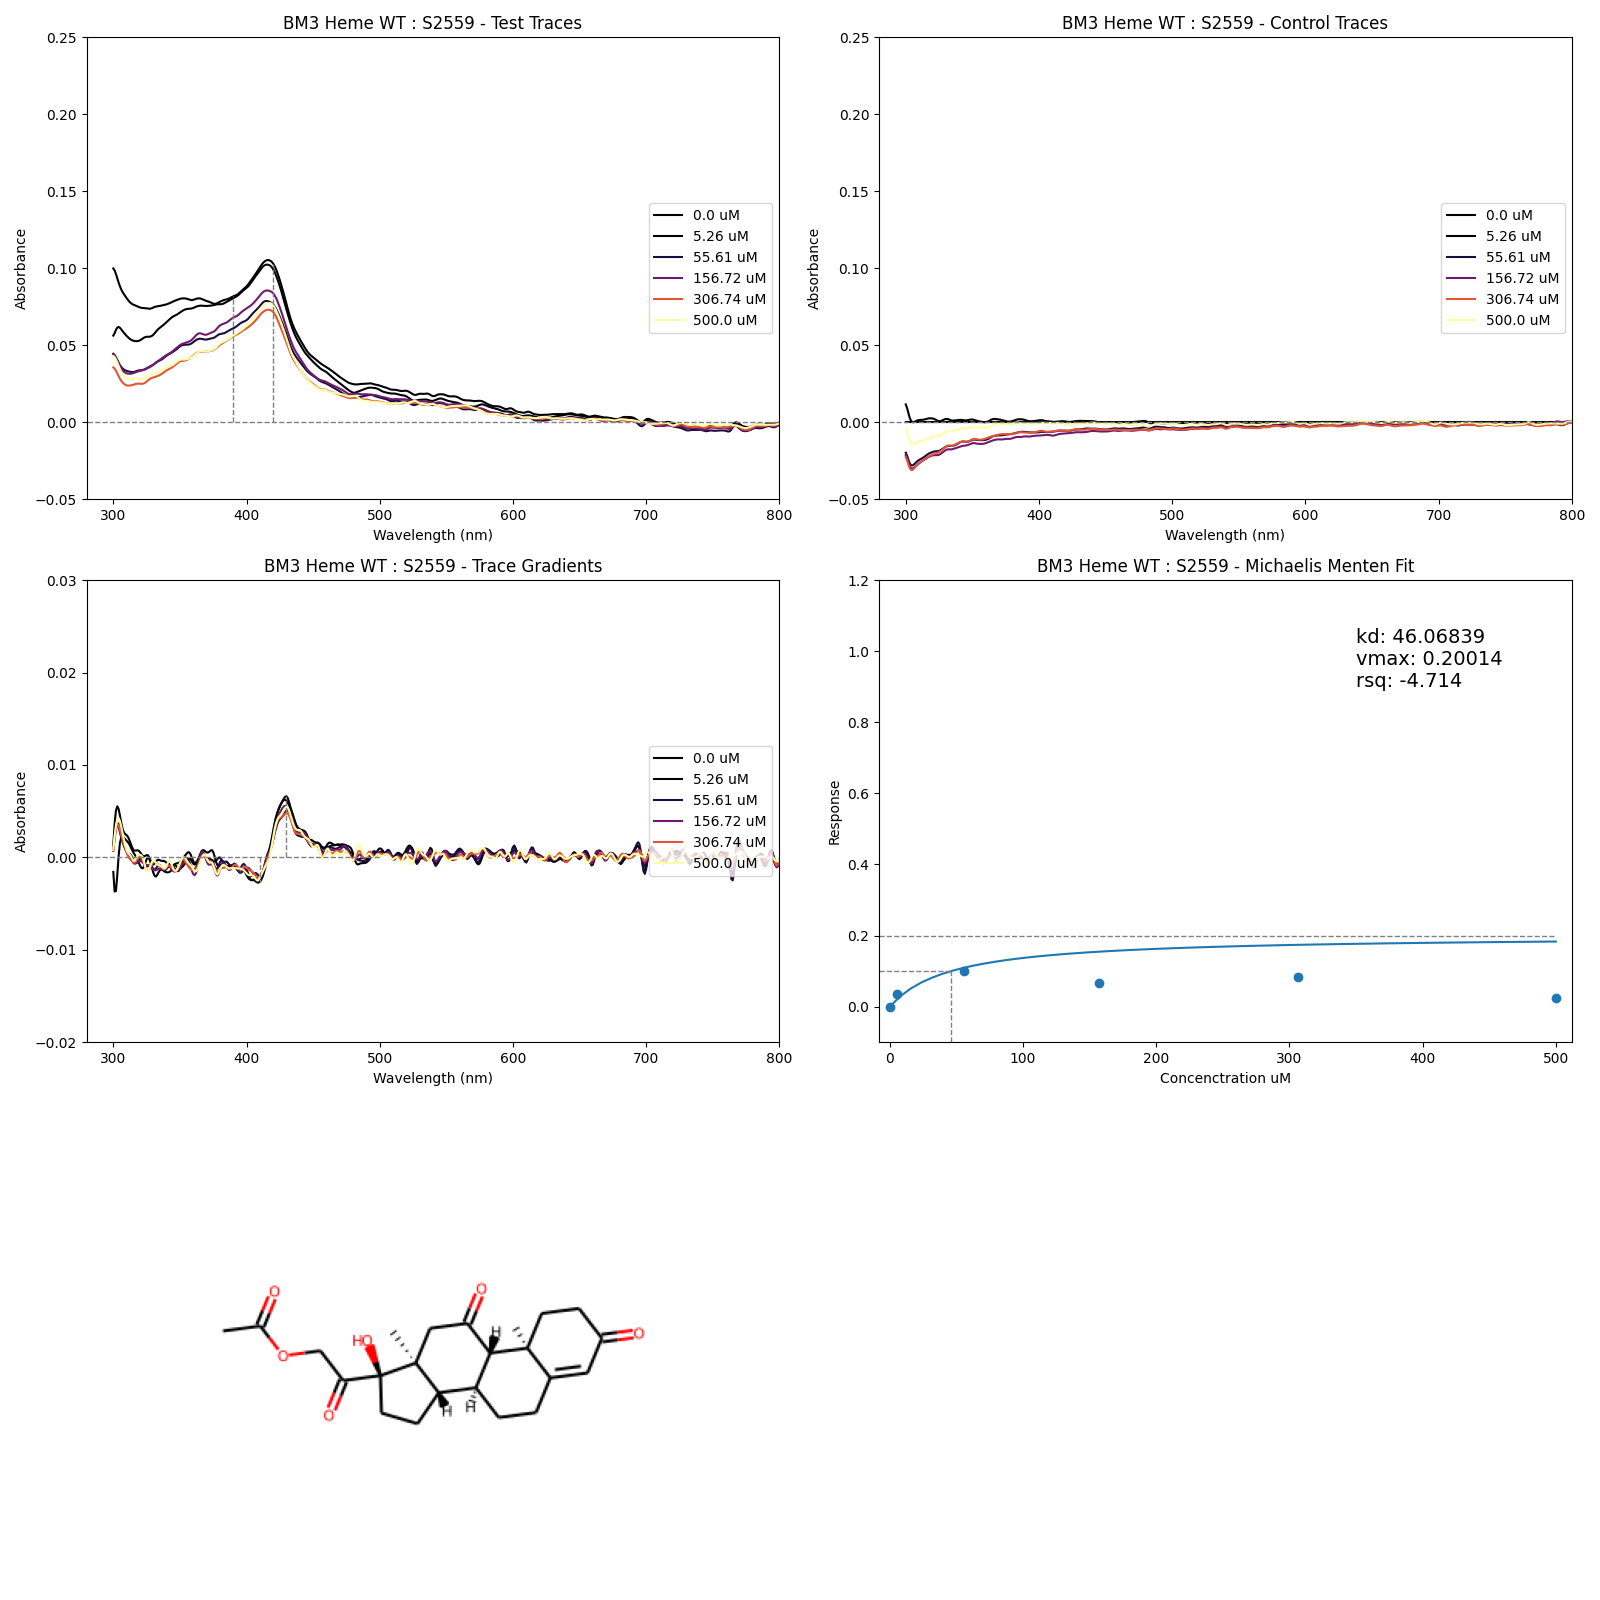 BM3 Heme WT : S2559 - Test Traces
0.25
0.20
0.15
0.10
0.05
0.00
−0.05
Absorbance
300 400 500 600 700 800
Wavelength (nm)
0.0 uM
5.26 uM
55.61 uM
156.72 uM
306.74 uM
500.0 uM
BM3 Heme WT : S2559 - Control Traces
0.25
0.20
0.15
0.10
0.05
0.00
−0.05
Absorbance
300 400 500 600 700 800
Wavelength (nm)
0.0 uM
5.26 uM
55.61 uM
156.72 uM
306.74 uM
500.0 uM
BM3 Heme WT : S2559 - Trace Gradients
0.03
0.02
0.01
0.00
−0.01
−0.02
Absorbance
300 400 500 600 700 800
Wavelength (nm)
0.0 uM
5.26 uM
55.61 uM
156.72 uM
306.74 uM
500.0 uM
BM3 Heme WT : S2559 - Michaelis Menten Fit
1.2
1.0
0.8
0.6
0.4
0.2
0.0
Response
0 100 200 300 400 500
Concenctration uM
kd: 46.06839
vmax: 0.20014
rsq: -4.714
O
O
HO
H
O
O
H
H
O